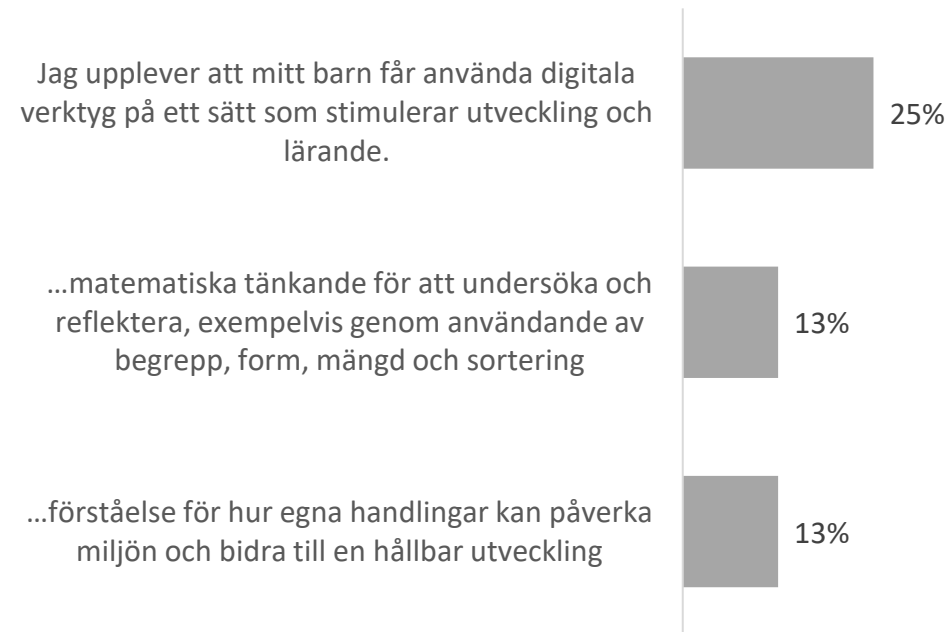 Jag upplever att mitt barn får använda digitala
verktyg på ett sätt som stimulerar utveckling och
lärande.
25%
…matematiska tänkande för att undersöka och
reflektera, exempelvis genom användande av
begrepp, form, mängd och sortering
13%
…förståelse för hur egna handlingar kan påverka
miljön och bidra till en hållbar utveckling
13%